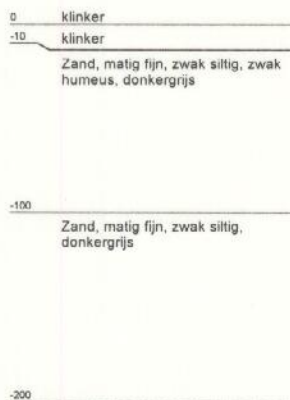 0 klinker
-10 klinker
Zand, matig fijn, zwak siltig, zwak
humeus, donkergrijs
-100
Zand, matig fijn, zwak siltig,
donkergrijs
-200